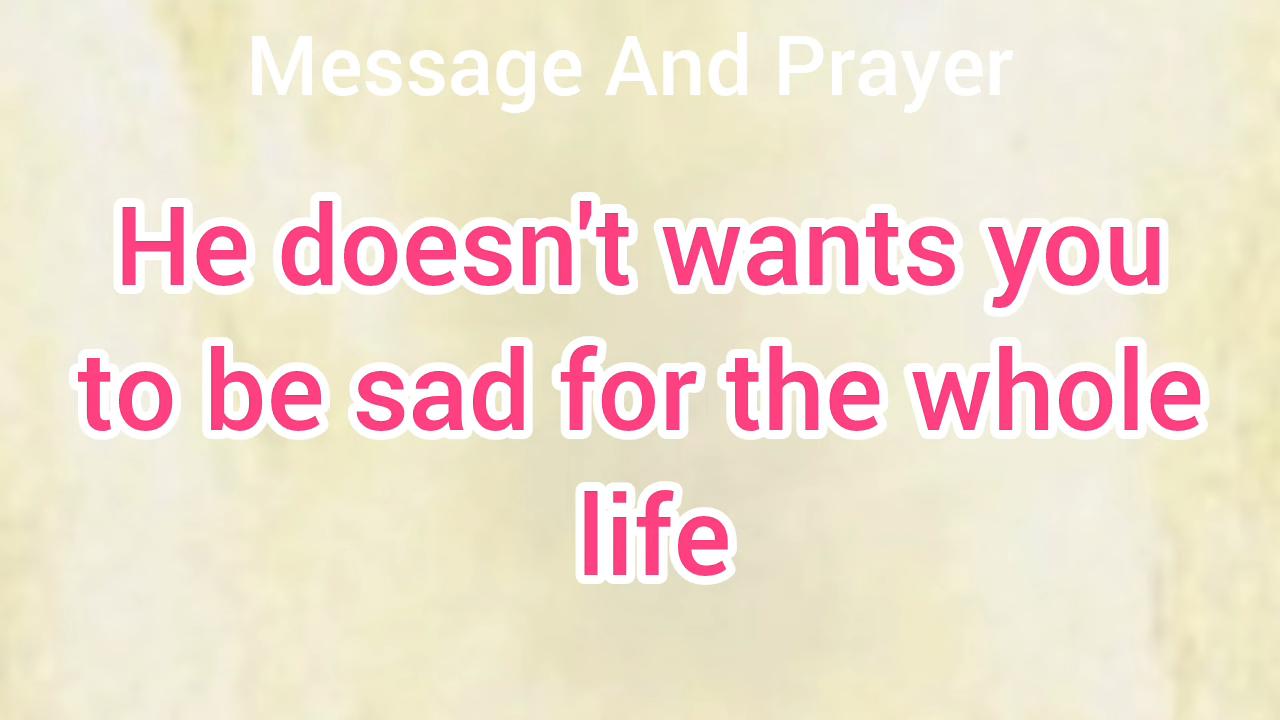 Message And Prayer
He doesn't wants you
to be sad for the whole
life